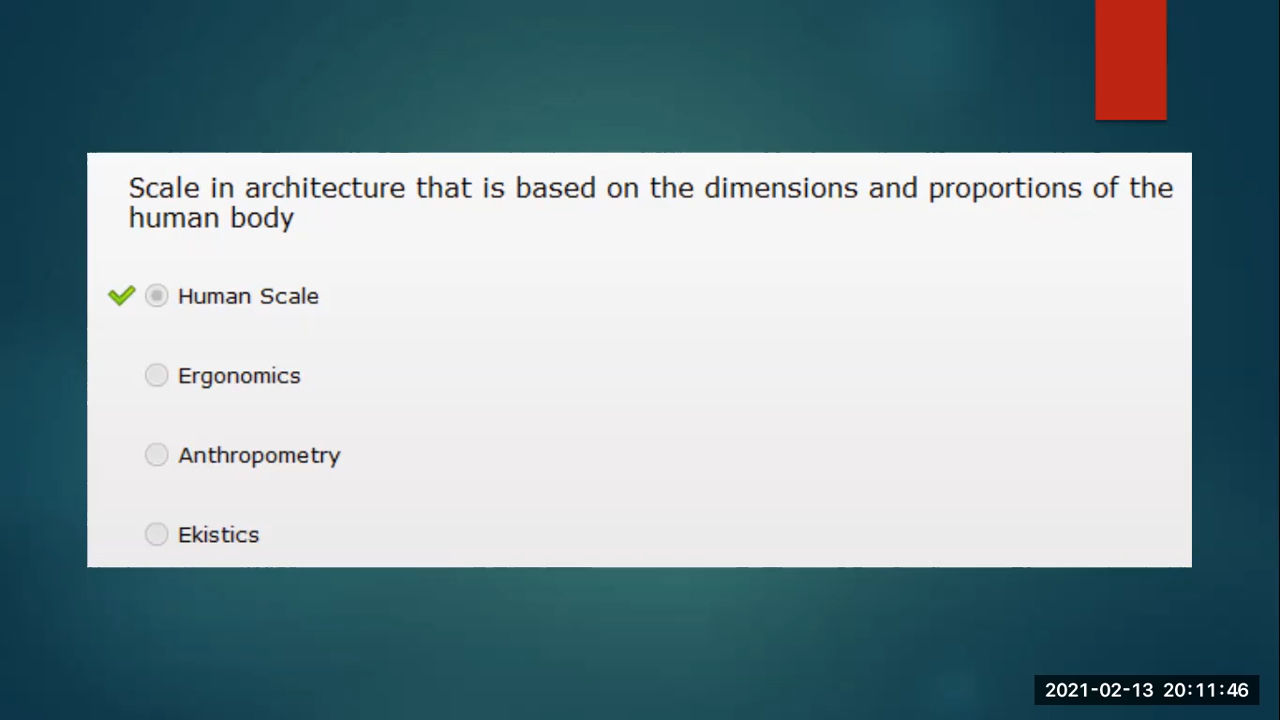 Scale in architecture that is based on the dimensions and proportions of the
human body
Human Scale
Ergonomics
Anthropometry
Ekistics
2021-02-13 20:11:46